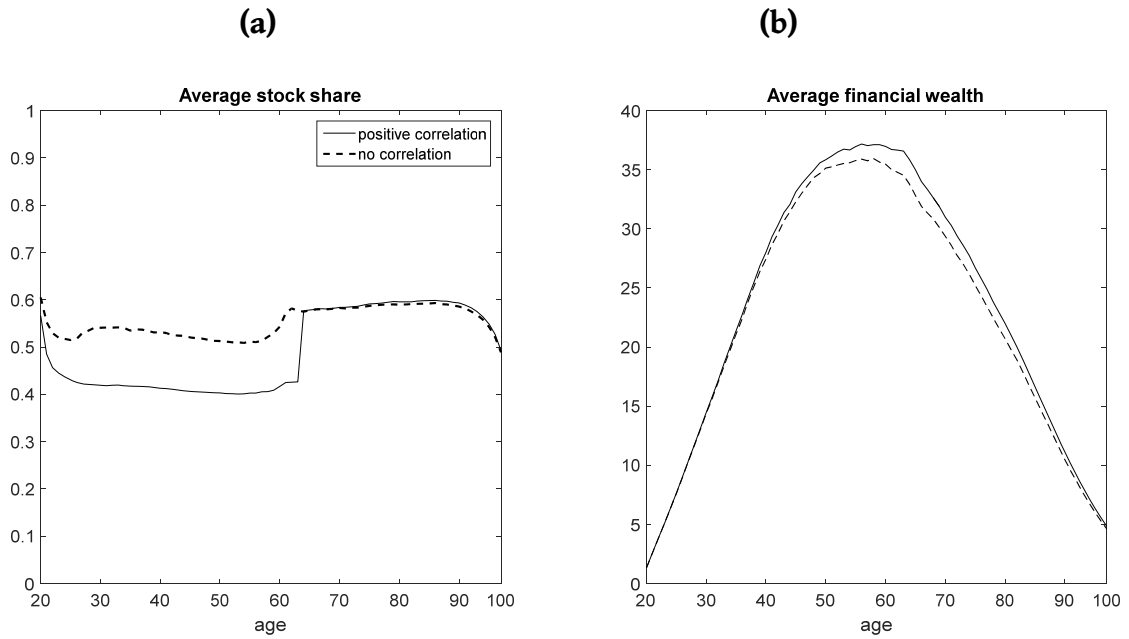 (a)
Average stock share
positive correlation
no correlation
1
0.9
0.8
0.7
0.6
0.5
0.4
0.3
0.2
0.1
0
20 30 40 50 60 70 80 90 100
age
(b)
Average financial wealth
40
35
30
25
20
15
10
5
0
20 30 40 50 60 70 80 90 100
age